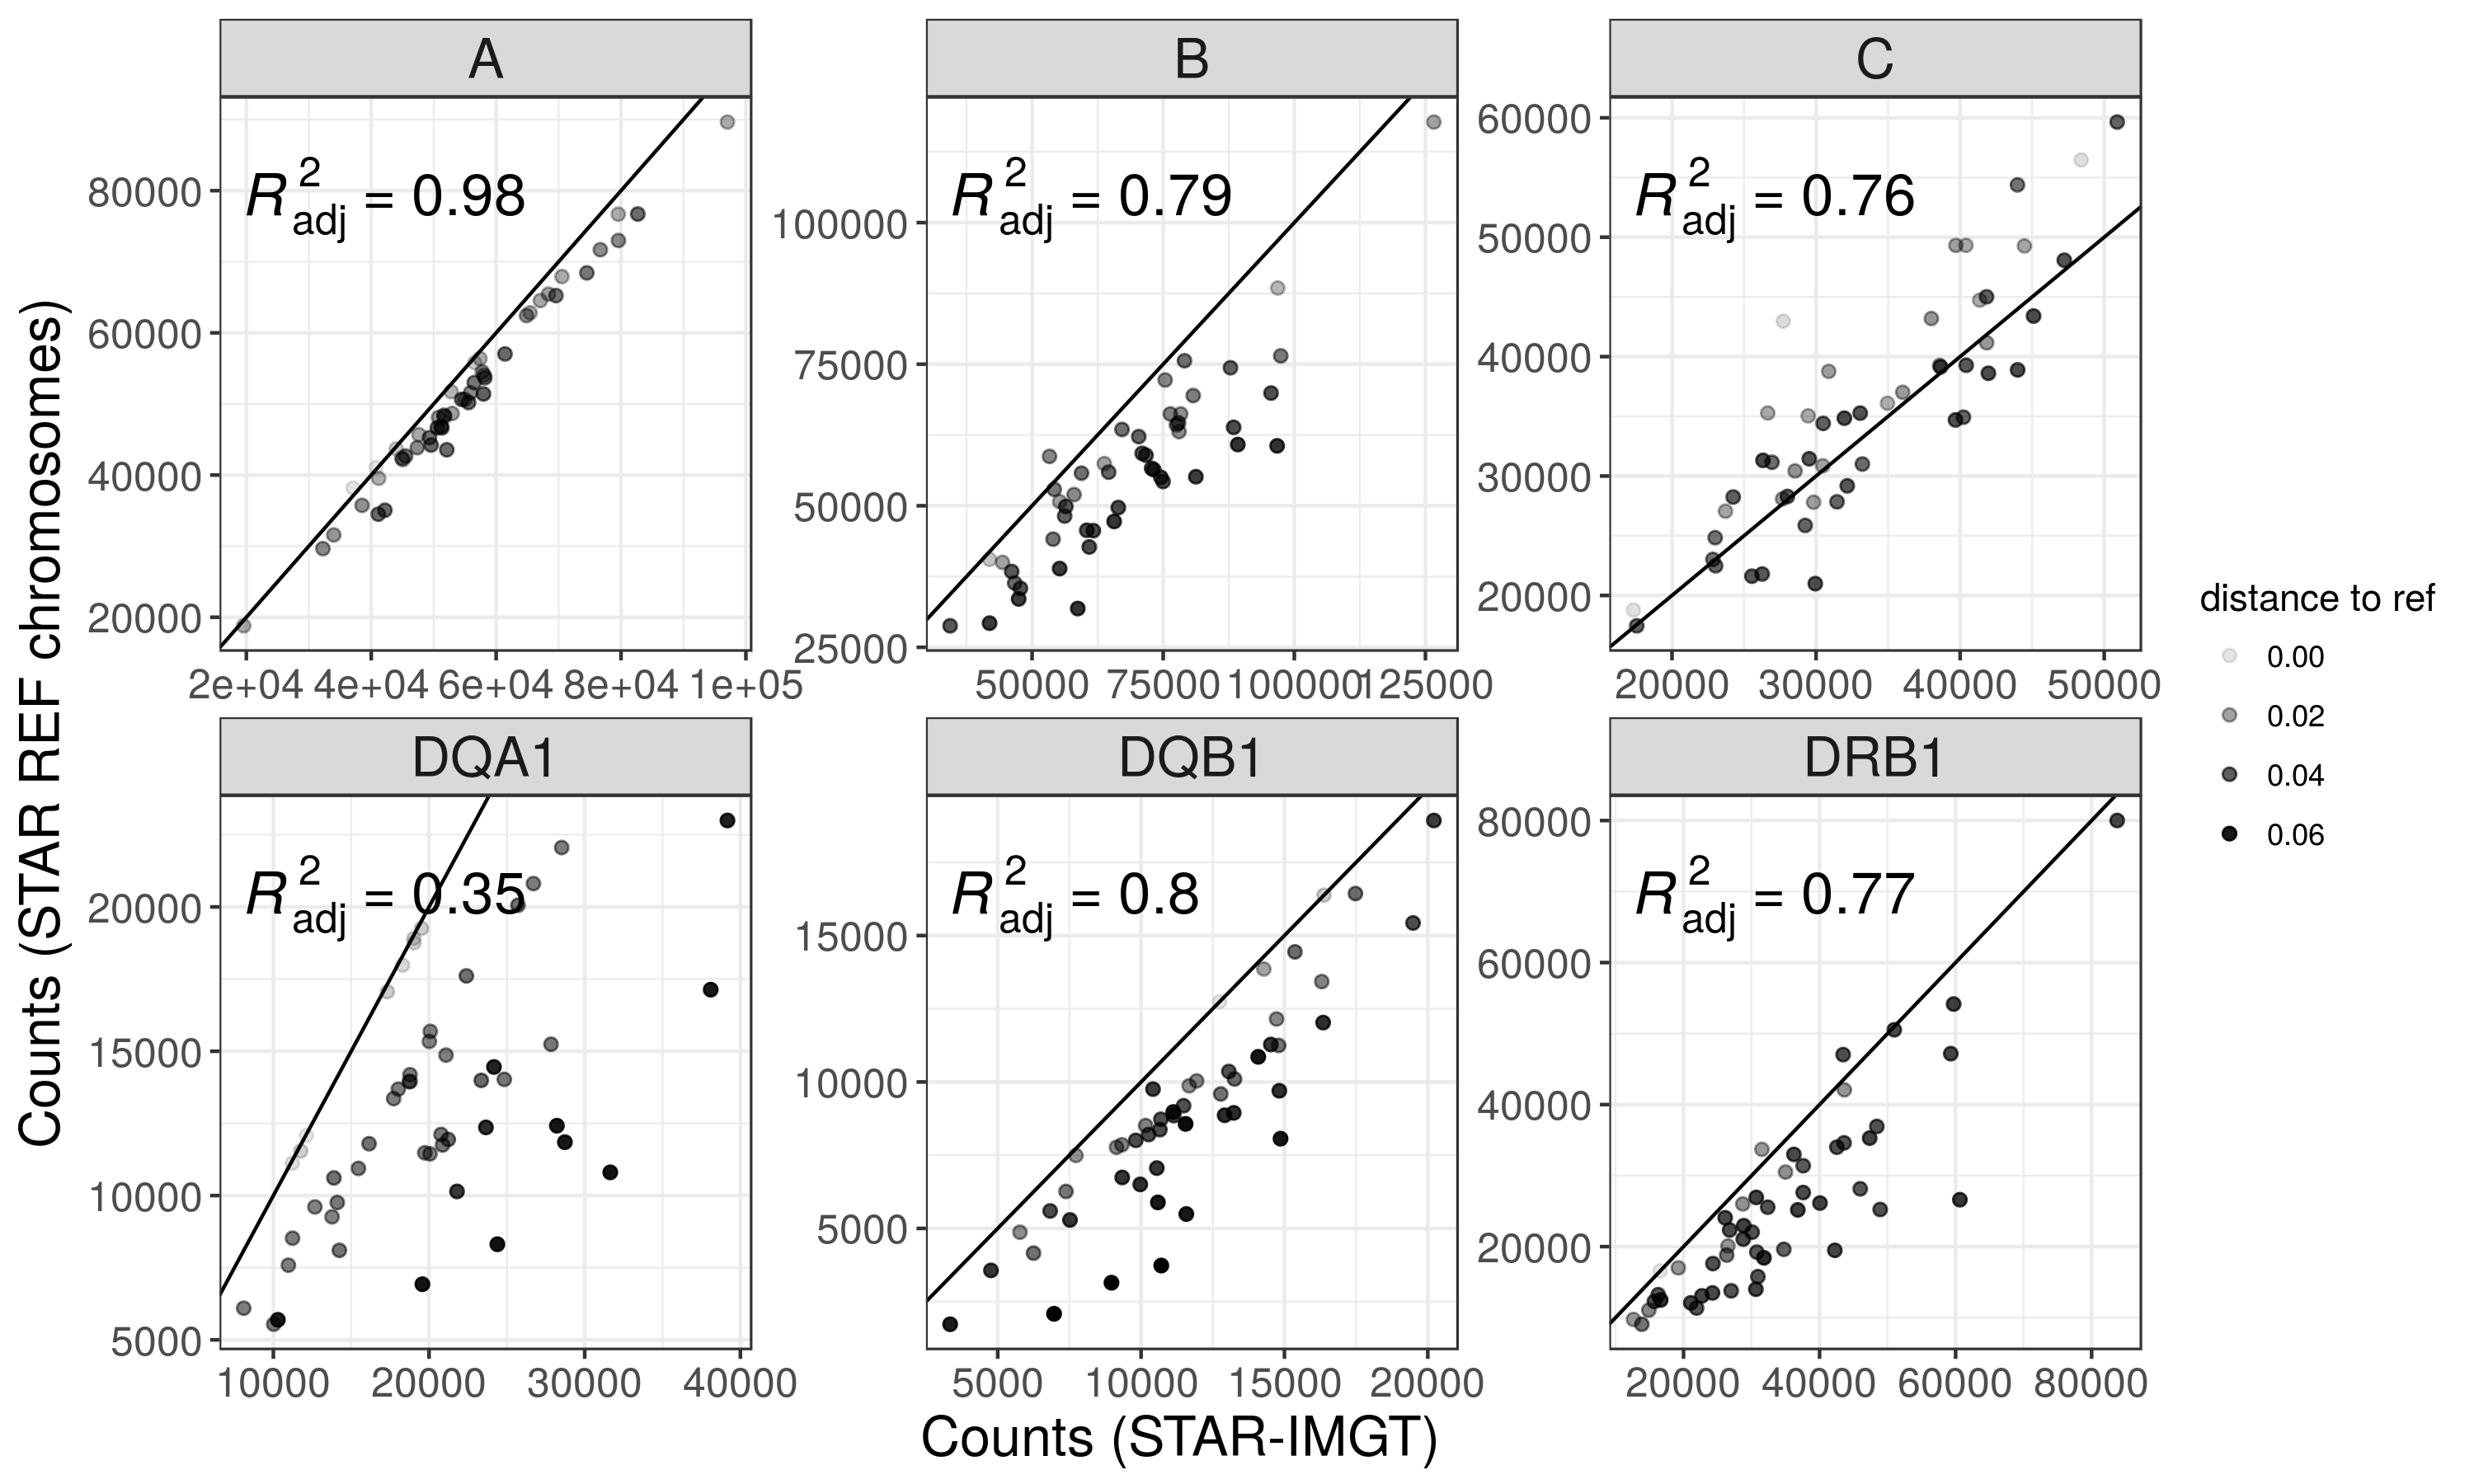 A
B
C
R²adj = 0.98
R²adj = 0.79
R²adj = 0.76
80000
60000
40000
20000
100000
75000
50000
25000
60000
50000
40000
30000
20000
2e+04 4e+04 6e+04 8e+04 1e+05
50000 75000 100000 125000
20000 30000 40000 50000
DQA1
DQB1
DRB1
R²adj = 0.35
R²adj = 0.8
R²adj = 0.77
20000
15000
10000
5000
15000
10000
5000
80000
60000
40000
20000
10000 20000 30000 40000
5000 10000 15000 20000
20000 40000 60000 80000
Counts (STAR REF chromosomes)
Counts (STAR-IMGT)
distance to ref
0.00
0.02
0.04
0.06